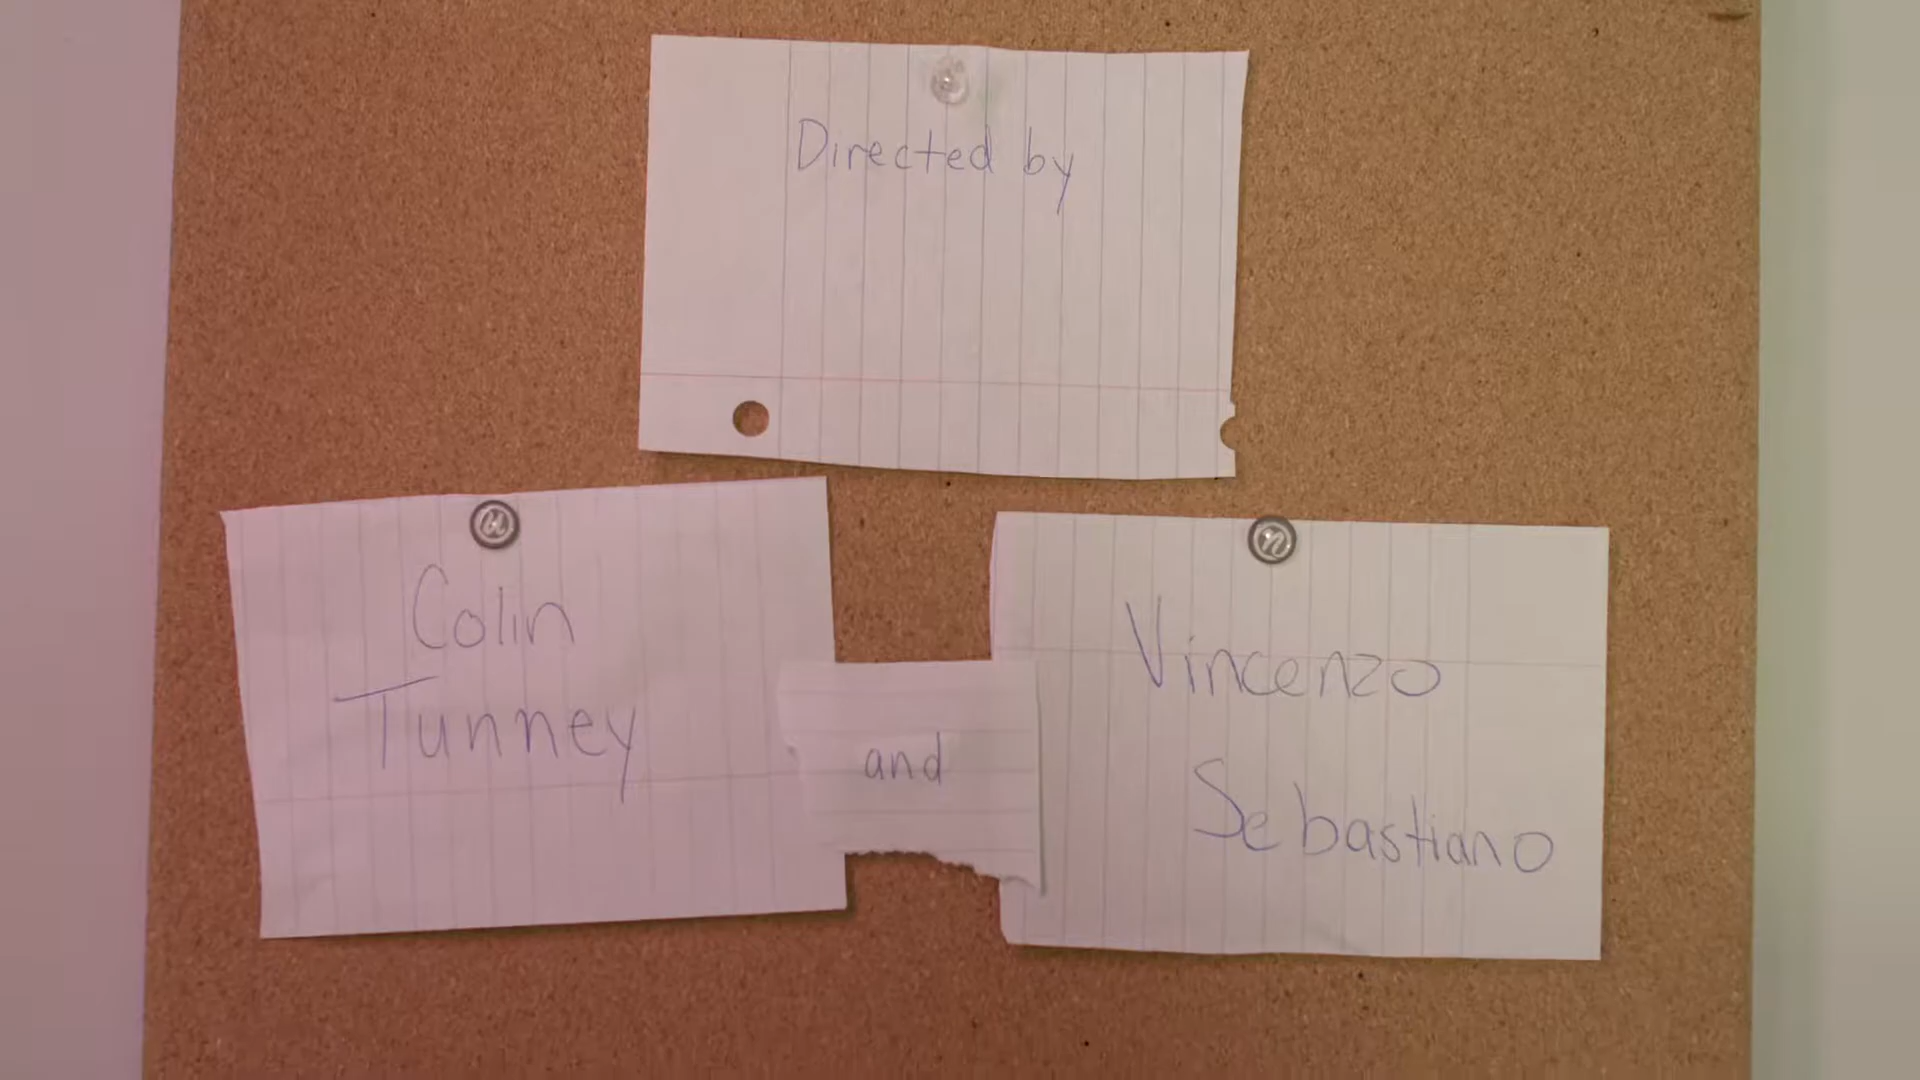 Directed by
Colin
Tunney
and
Vincenzo
Sebastiano